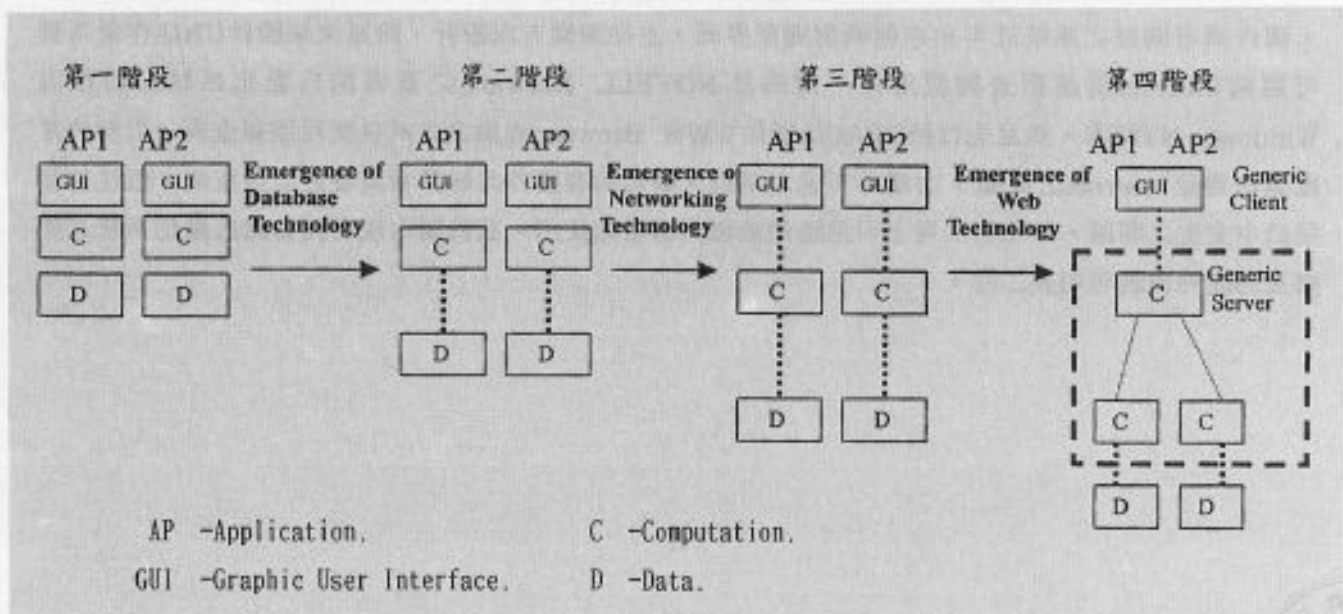 第一階段
第二階段
第三階段
第四階段
AP1 AP2
AP1 AP2
AP1 AP2
AP1 AP2
GUI GUI
C C
D D
Emergence of
Database
Technology
GUI GUI
C C
D D
Emergence o
Networking
Technology
GUI GUI
C C
D D
Emergence of
Web
Technology
GUI
Generic
Client
C
Generic
Server
C C
D D
AP -Application.
C -Computation.
GUI -Graphic User Interface.
D -Data.